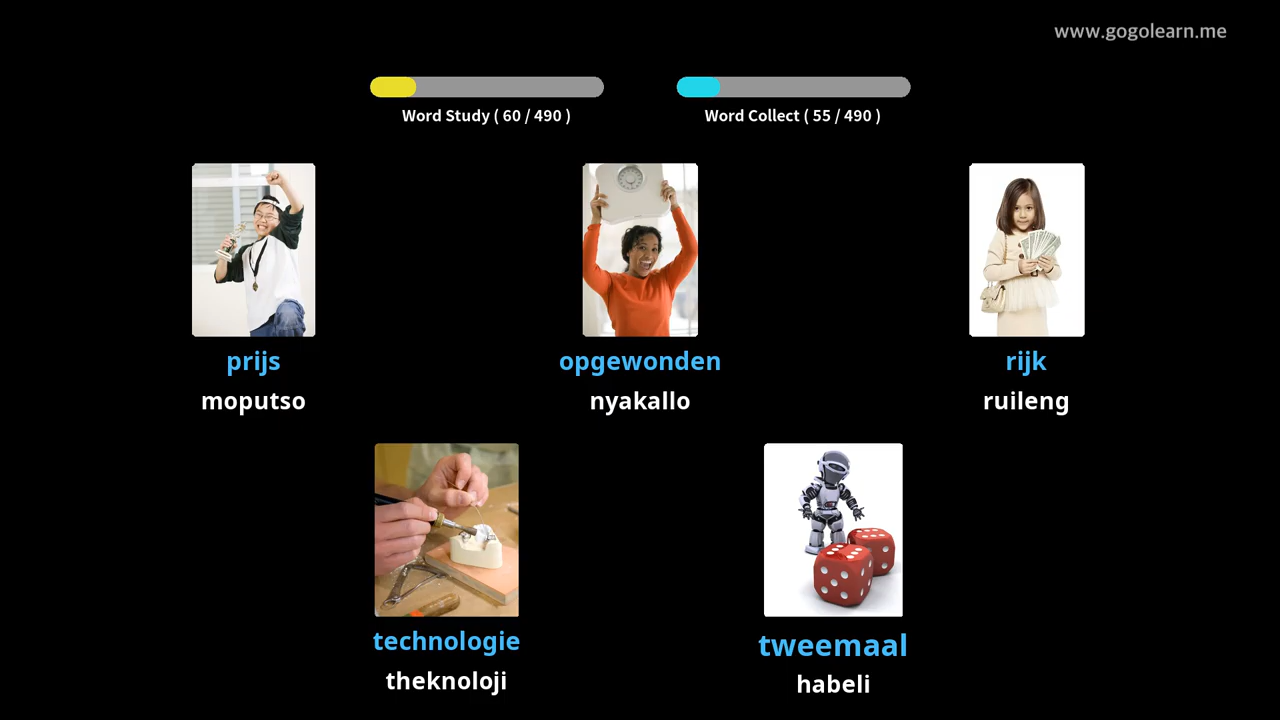 www.gogolearn.me
Word Study ( 60 / 490 )
Word Collect ( 55 / 490 )
prijs
moputso
opgewonden
nyakallo
rijk
ruileng
technologie
theknoloji
tweemaal
habeli